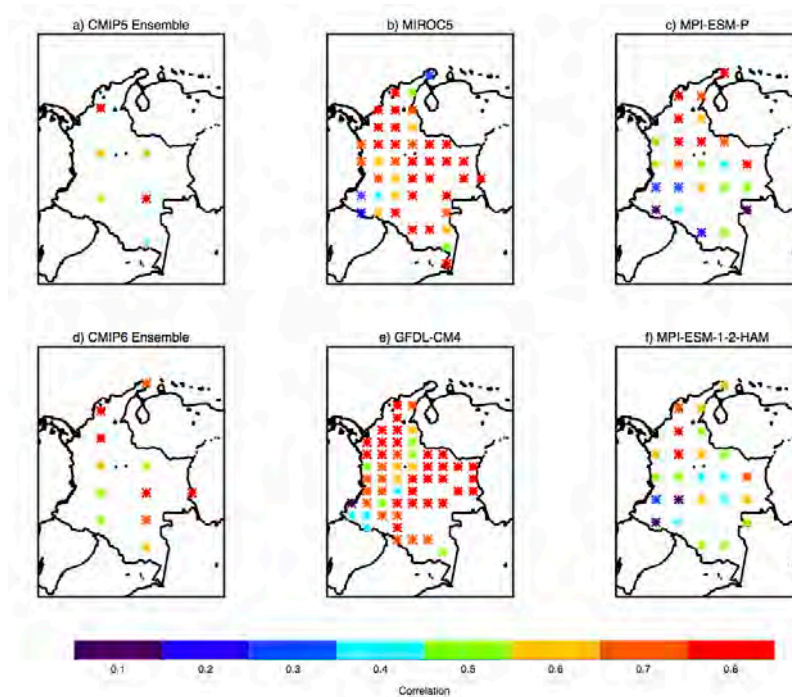 a) CMIP5 Ensemble
b) MIROC5
c) MPI-ESM-P
d) CMIP6 Ensemble
e) GFDL-CM4
f) MPI-ESM-1-2-HAM
0.1 0.2 0.3 0.4 0.5 0.6 0.7 0.8
Correlation